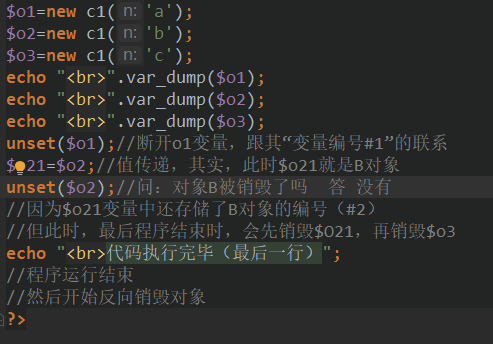 $o1=new c1( n: 'a');
$o2=new c1( n: 'b');
$o3=new c1( n: 'c');
echo "<br>".var_dump($o1);
echo "<br>".var_dump($o2);
echo "<br>".var_dump($o3);
unset($o1);//断开o1变量，跟其“变量编号#1”的联系
$o21=$o2;//值传递，其实，此时$o21就是B对象
unset($o2);//问：对象B被销毁了吗 答 没有
//因为$o21变量中还存储了B对象的编号（#2）
//但此时，最后程序结束时，会先销毁$O21，再销毁$o3
echo "<br>代码执行完毕（最后一行）";
//程序运行结束
//然后开始反向销毁对象
?>